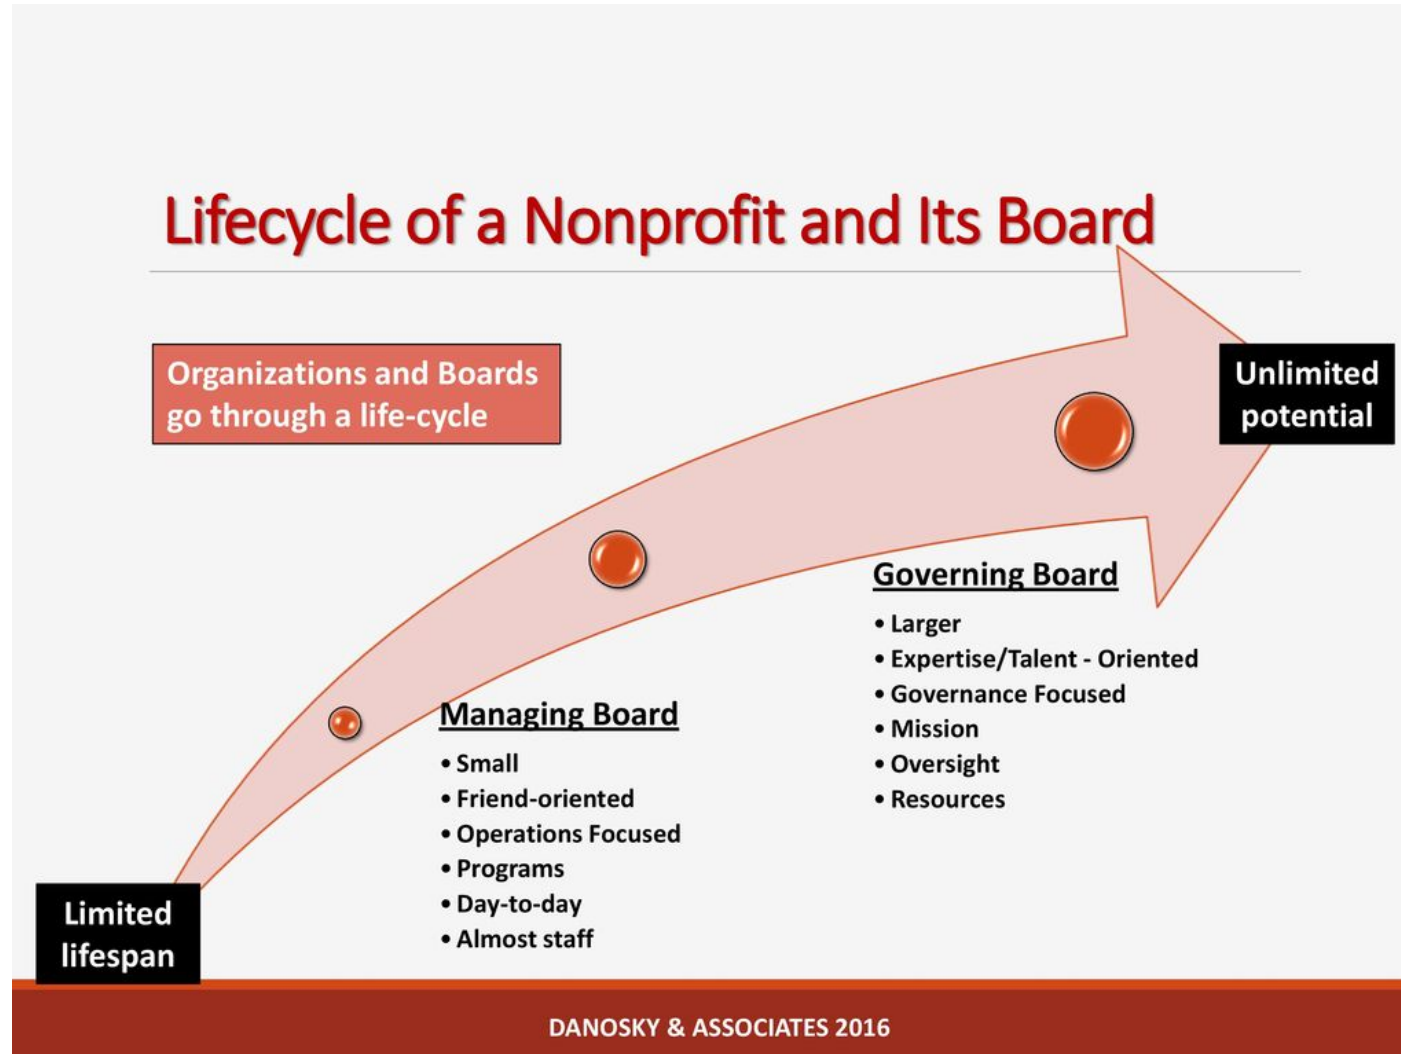 Lifecycle of a Nonprofit and Its Board
Organizations and Boards
go through a life-cycle
Unlimited
potential
Governing Board
• Larger
• Expertise/Talent - Oriented
• Governance Focused
• Mission
• Oversight
• Resources
Managing Board
• Small
• Friend-oriented
• Operations Focused
• Programs
• Day-to-day
• Almost staff
Limited
lifespan
DANOSKY & ASSOCIATES 2016